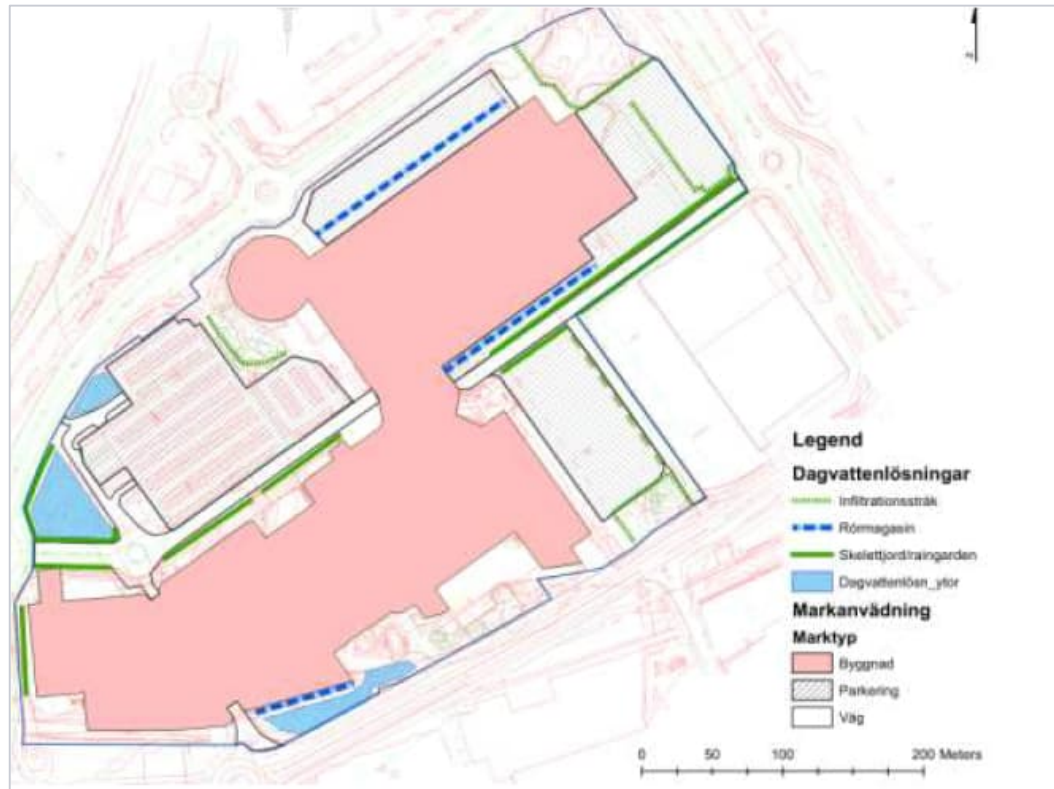 Legend
Dagvattenlösningar
Infiltrationsstråk
Rörmagasin
Skelettjord/raingarden
Dagvattenlösn_ytor
Markanvädning
Marktyp
Byggnad
Parkering
Väg
0 50 100 200 Meters